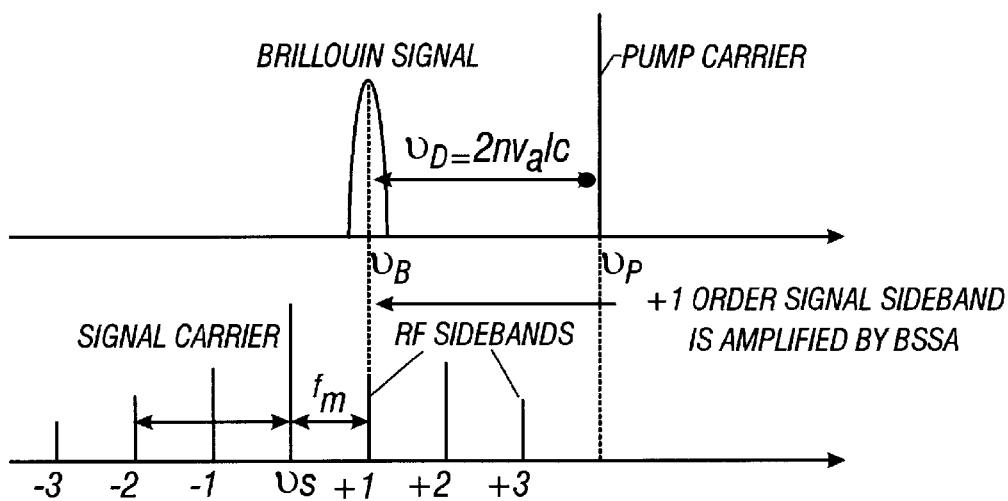 BRILLOUIN SIGNAL
PUMP CARRIER
υD=2nva/c
υB
υP
+1 ORDER SIGNAL SIDEBAND
IS AMPLIFIED BY BSSA
SIGNAL CARRIER
RF SIDEBANDS
fm
-3 -2 -1 υS +1 +2 +3